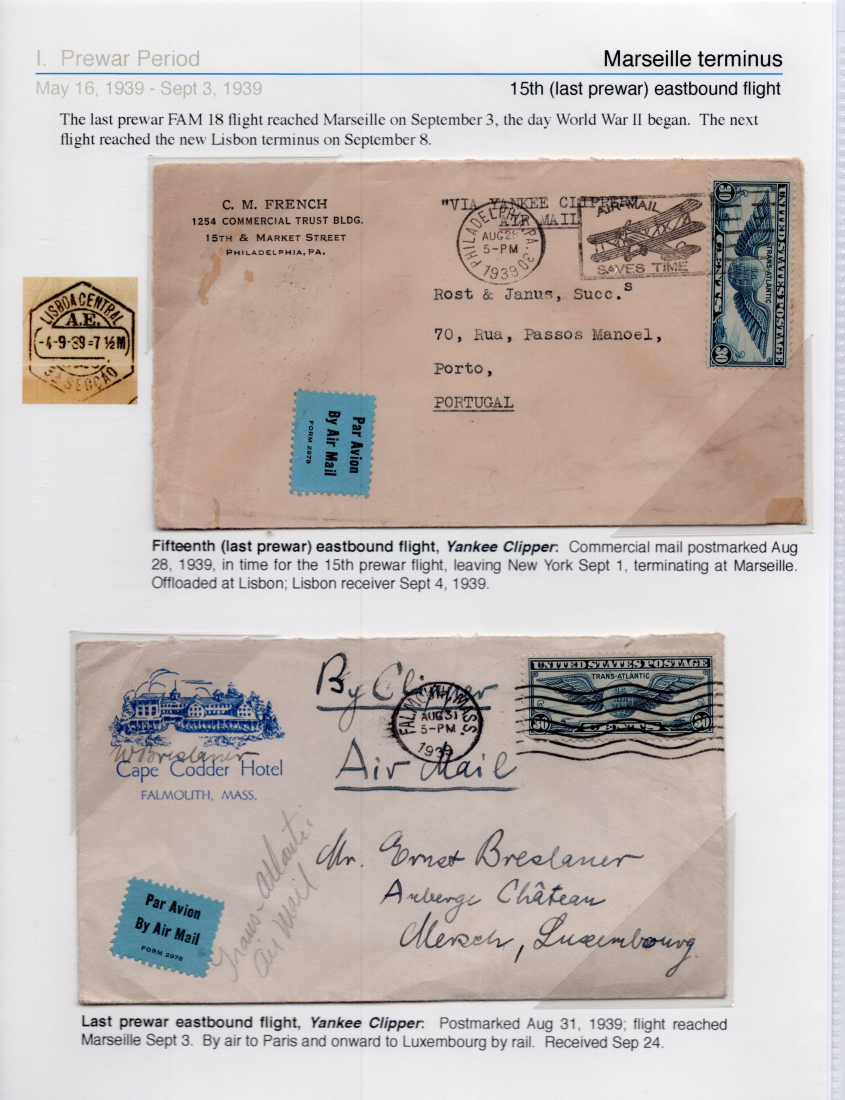 I. Prewar Period
Marseille terminus
May 16, 1939 - Sept 3, 1939
15th (last prewar) eastbound flight
The last prewar FAM 18 flight reached Marseille on September 3, the day World War II began. The next
flight reached the new Lisbon terminus on September 8.
C. M. FRENCH
1254 COMMERCIAL TRUST BLDG.
15TH & MARKET STREET
PHILADELPHIA, PA.
"VIA YANKEE CLIPPER"
AIR MAIL
PHILADELPHIA, PA. 30
AUG 28
5-PM
1939
AIR-MAIL
SAVES TIME
30
UNITED STATES POSTAGE
TRANS-ATLANTIC
CENTS
30
Rost & Janus, Succ.s
70, Rua, Passos Manoel,
Porto,
PORTUGAL
LISBOA CENTRAL
A.E.
-4-9-39=7 ½M
3A SECÇÃO
Par Avion
By Air Mail
FORM 2978
Fifteenth (last prewar) eastbound flight, Yankee Clipper: Commercial mail postmarked Aug
28, 1939, in time for the 15th prewar flight, leaving New York Sept 1, terminating at Marseille.
Offloaded at Lisbon; Lisbon receiver Sept 4, 1939.
By Clipper
Air Mail
FALMOUTH, MASS.
AUG 31
5-PM
1939
UNITED STATES POSTAGE
TRANS-ATLANTIC
30 CENTS 30
W Breslauer
Cape Codder Hotel
FALMOUTH, MASS.
Trans-Atlantic
Air Mail
Mr. Ernst Breslauer
Auberge Château
Mersch, Luxembourg.
Par Avion
By Air Mail
FORM 2978
Last prewar eastbound flight, Yankee Clipper: Postmarked Aug 31, 1939; flight reached
Marseille Sept 3. By air to Paris and onward to Luxembourg by rail. Received Sep 24.